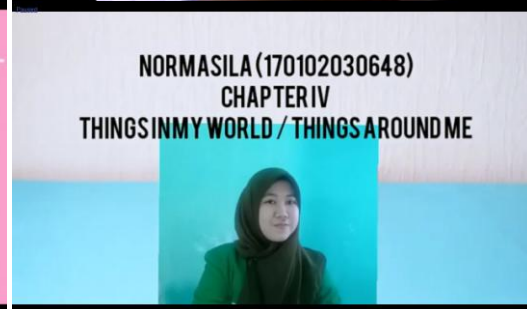 NORMASILA (170102030648)
CHAPTER IV
THINGS IN MY WORLD / THINGS AROUND ME